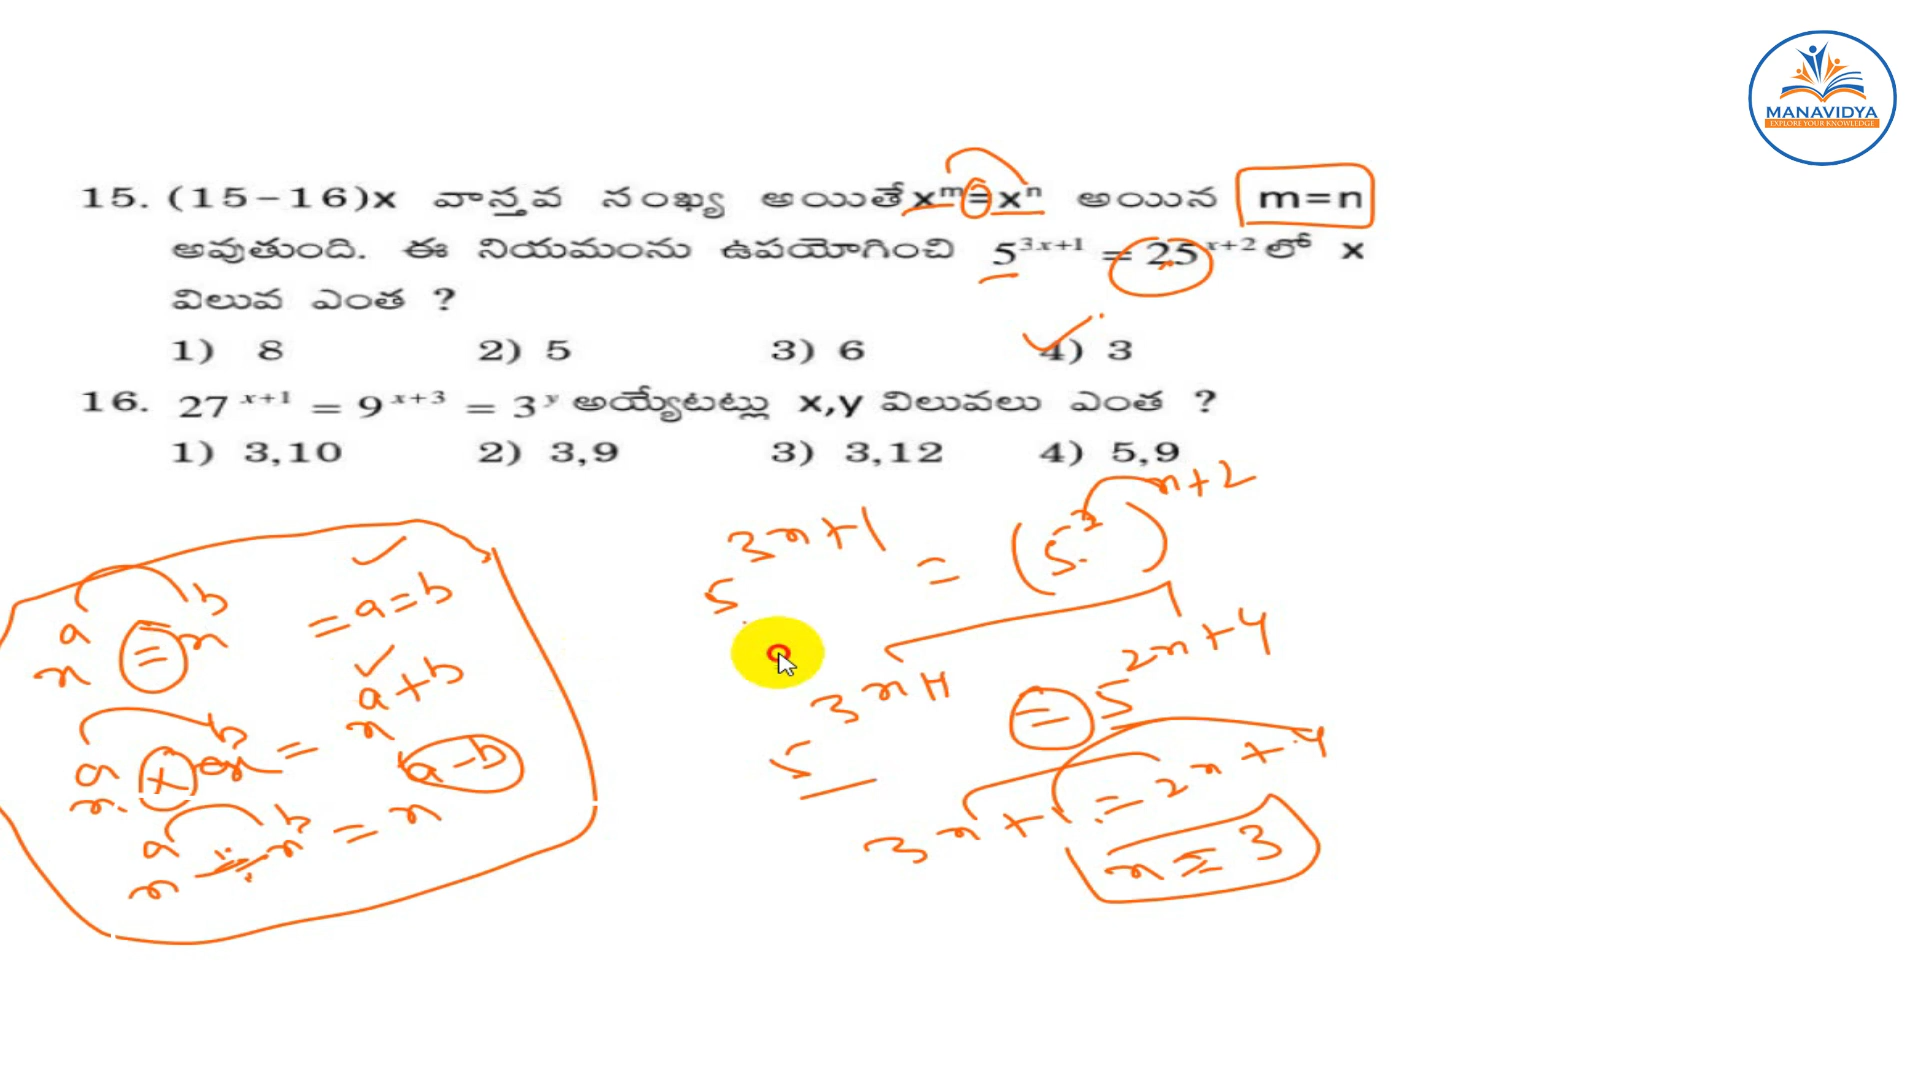 MANAVIDYA
EXPLORE YOUR KNOWLEDGE
15. (15-16)x వాస్తవ సంఖ్య అయితే xᵐ=xⁿ అయిన m=n
అవుతుంది. ఈ నియమంను ఉపయోగించి 5^{3x+1} = 25^{x+2} లో x
విలువ ఎంత ?
1) 8 2) 5 3) 6 4) 3
16. 27^{x+1} = 9^{x+3} = 3^{y} అయ్యేటట్లు x,y విలువలు ఎంత ?
1) 3,10 2) 3,9 3) 3,12 4) 5,9
5^{3x+1} = (5^{2})^{x+2}
5^{3x+1} = 5^{2x+4}
3x+1 = 2x+4
x = 3
x^{a} = x^{b} = a=b
x^{a} × x^{b} = x^{a+b}
x^{a} ÷ x^{b} = x^{a-b}